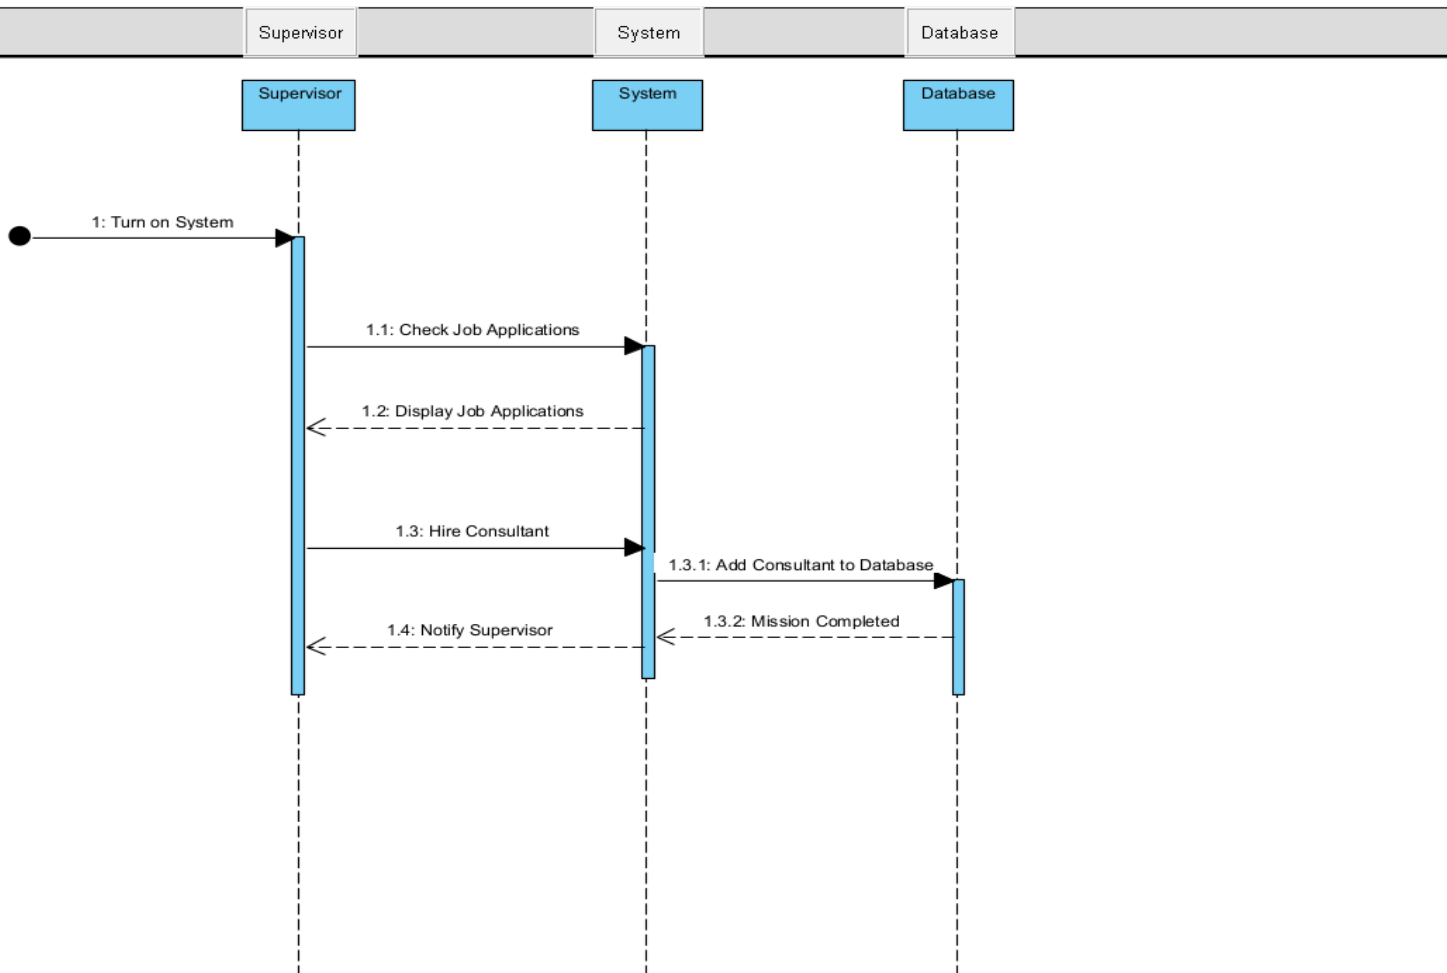 Supervisor
System
Database
Supervisor
System
Database
1: Turn on System
1.1: Check Job Applications
1.2: Display Job Applications
1.3: Hire Consultant
1.3.1: Add Consultant to Database
1.3.2: Mission Completed
1.4: Notify Supervisor